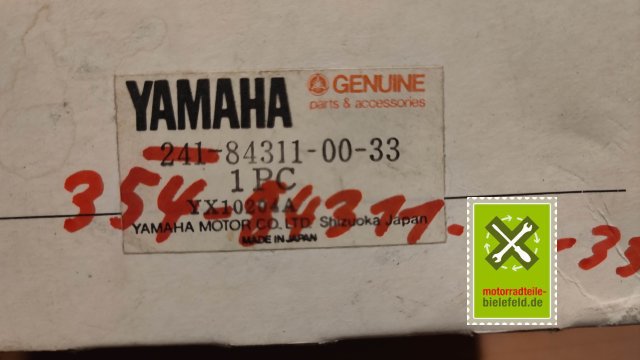 YAMAHA
GENUINE
parts & accessories
241-84311-00-33
1 PC
YX10204A
YAMAHA MOTOR CO., LTD. Shizuoka Japan
MADE IN JAPAN
354-84311- -33
motorradteile-
bielefeld.de